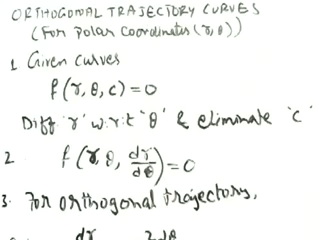 ORTHOGONAL TRAJECTORY CURVES
(For polar coordinates (r, θ))
1 Given curves
f(r, θ, c) = 0
Diff 'r' w.r.t 'θ' & eliminate 'c'
2. f(r, θ, dr/dθ) = 0
3. For orthogonal trajectory,